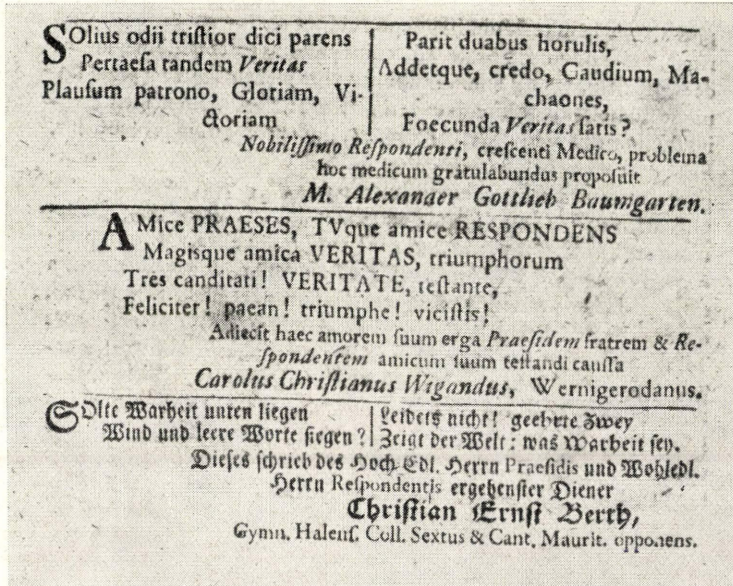 SOlius odii triſtior dici parens
Pertaeſa tandem Veritas
Plauſum patrono, Gloriam, Vi-
ctoriam
Parit duabus horulis,
Addetque, credo, Gaudium, Ma-
chaones,
Foecunda Veritas ſatis?
Nobiliſſimo Reſpondenti, creſcenti Medico, problema
hoc medicum gratulabundus propoſuit
M. Alexander Gottlieb Baumgarten.
AMice PRAESES, TVque amice RESPONDENS
Magisque amica VERITAS, triumphorum
Tres canditati! VERITATE, teſtante,
Feliciter! paean! triumphe! viciſtis!
Adiecit haec amorem ſuum erga Praeſidem fratrem & Re-
ſpondentem amicum ſuum teſtandi cauſſa
Carolus Chriſtianus Wigandus, Wernigerodanus.
SOlte Warheit unten liegen
Wind und leere Worte ſiegen?
Leidets nicht! geehrte Zwey
Zeigt der Welt: was Warheit ſey.
Dieſes ſchrieb des Hoch-Edl. Herrn Praeſidis und Wohledl.
Herrn Reſpondentis ergebenſter Diener
Chriſtian Ernſt Berth,
Gymn. Halenſ. Coll. Sextus & Cant. Maurit. opponens.